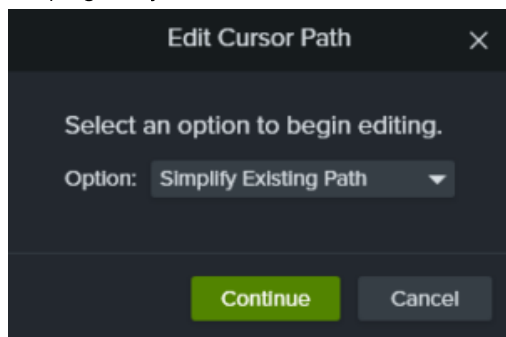 Edit Cursor Path
Select an option to begin editing.
Option: Simplify Existing Path
Continue Cancel